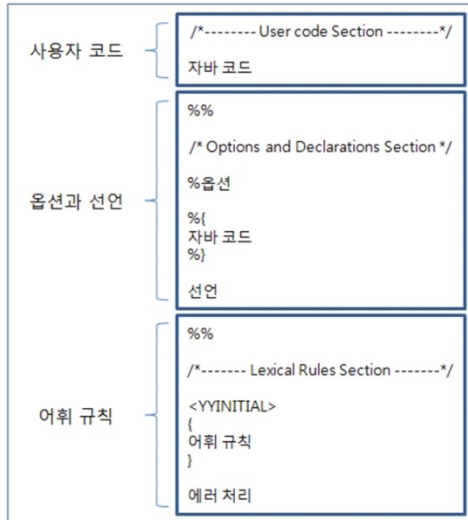 사용자 코드
/*-------- User code Section --------*/
자바 코드
옵션과 선언
%%
/* Options and Declarations Section */
%옵션
%{
자바 코드
%}
선언
어휘 규칙
%%
/*------- Lexical Rules Section -------*/
<YYINITIAL>
{
어휘 규칙
}
에러 처리